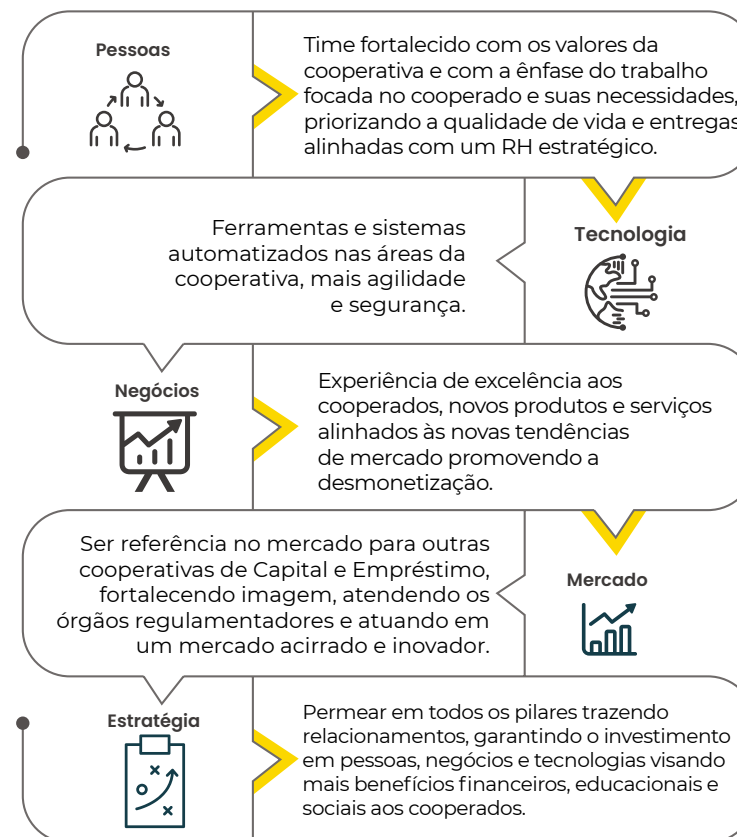 Pessoas
Time fortalecido com os valores da
cooperativa e com a ênfase do trabalho
focada no cooperado e suas necessidades,
priorizando a qualidade de vida e entregas
alinhadas com um RH estratégico.
Tecnologia
Ferramentas e sistemas
automatizados nas áreas da
cooperativa, mais agilidade
e segurança.
Negócios
Experiência de excelência aos
cooperados, novos produtos e serviços
alinhados às novas tendências
de mercado promovendo a
desmonetização.
Mercado
Ser referência no mercado para outras
cooperativas de Capital e Empréstimo,
fortalecendo imagem, atendendo os
órgãos regulamentadores e atuando em
um mercado acirrado e inovador.
Estratégia
Permear em todos os pilares trazendo
relacionamentos, garantindo o investimento
em pessoas, negócios e tecnologias visando
mais benefícios financeiros, educacionais e
sociais aos cooperados.